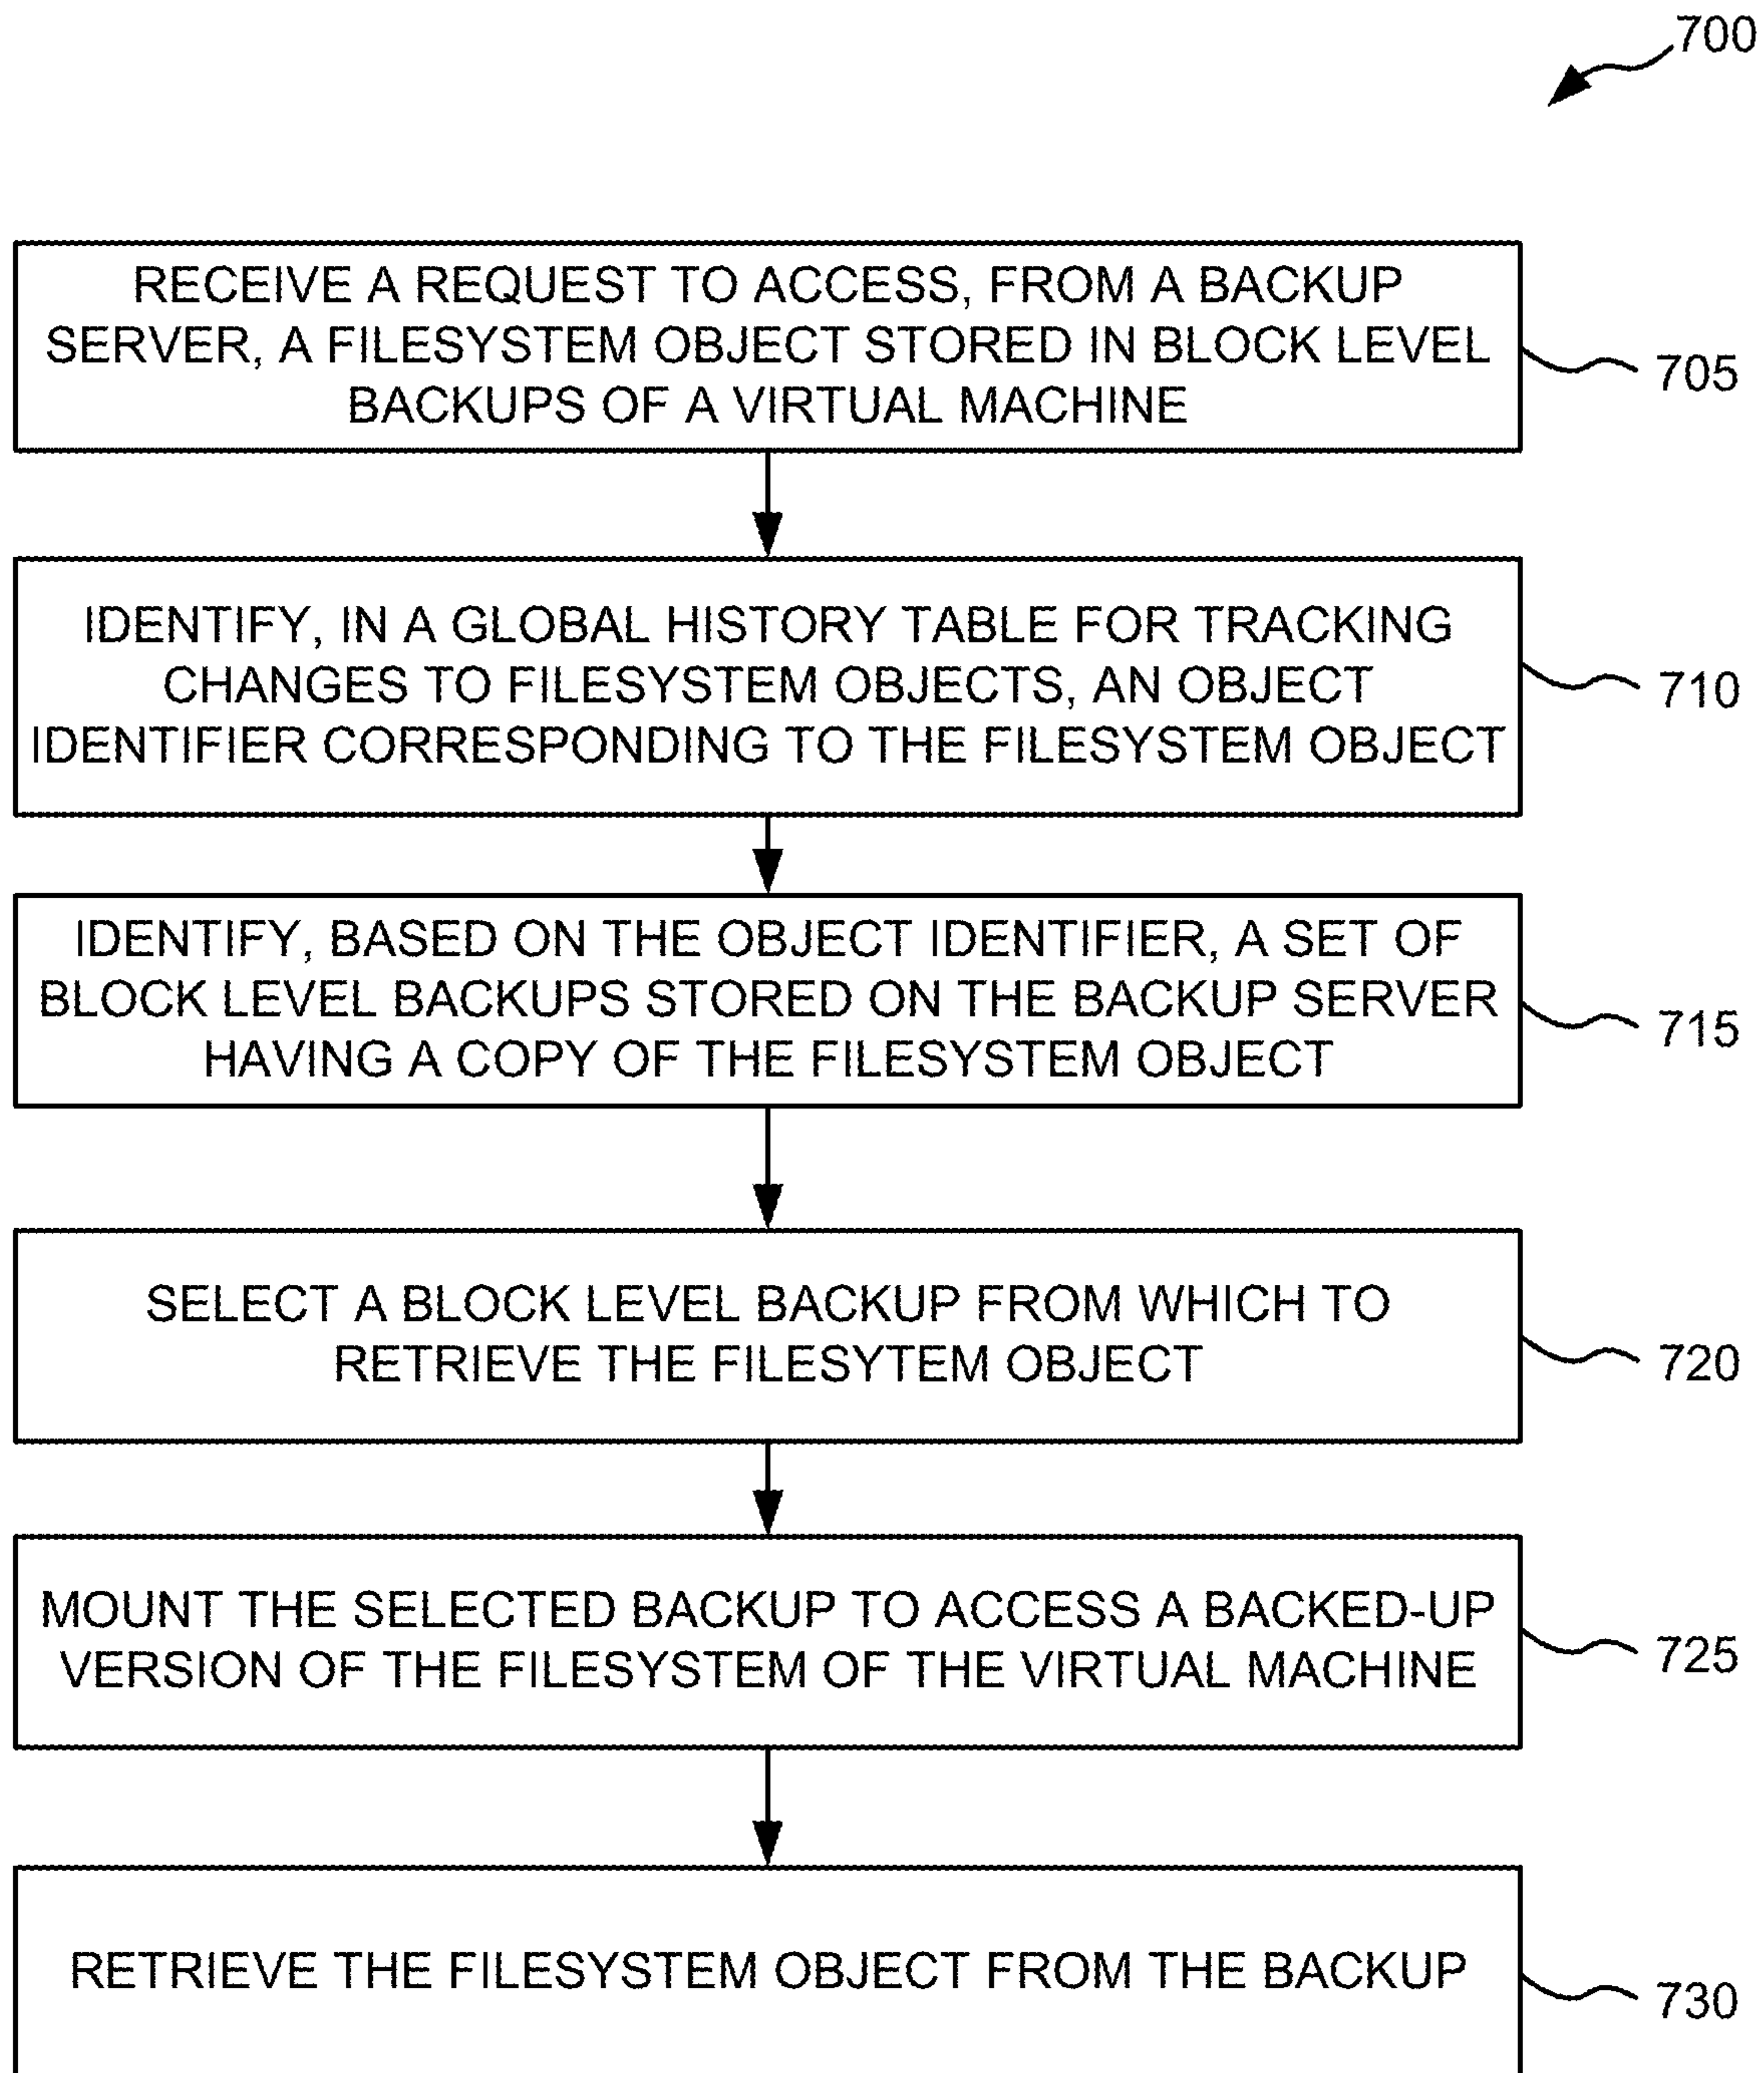 700
RECEIVE A REQUEST TO ACCESS, FROM A BACKUP
SERVER, A FILESYSTEM OBJECT STORED IN BLOCK LEVEL
BACKUPS OF A VIRTUAL MACHINE
705
IDENTIFY, IN A GLOBAL HISTORY TABLE FOR TRACKING
CHANGES TO FILESYSTEM OBJECTS, AN OBJECT
IDENTIFIER CORRESPONDING TO THE FILESYSTEM OBJECT
710
IDENTIFY, BASED ON THE OBJECT IDENTIFIER, A SET OF
BLOCK LEVEL BACKUPS STORED ON THE BACKUP SERVER
HAVING A COPY OF THE FILESYSTEM OBJECT
715
SELECT A BLOCK LEVEL BACKUP FROM WHICH TO
RETRIEVE THE FILESYTEM OBJECT
720
MOUNT THE SELECTED BACKUP TO ACCESS A BACKED-UP
VERSION OF THE FILESYSTEM OF THE VIRTUAL MACHINE
725
RETRIEVE THE FILESYSTEM OBJECT FROM THE BACKUP
730